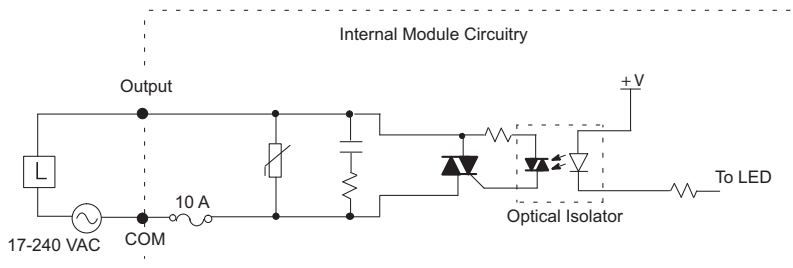 Internal Module Circuitry
Output
+V
L
To LED
10 A
Optical Isolator
COM
17-240 VAC